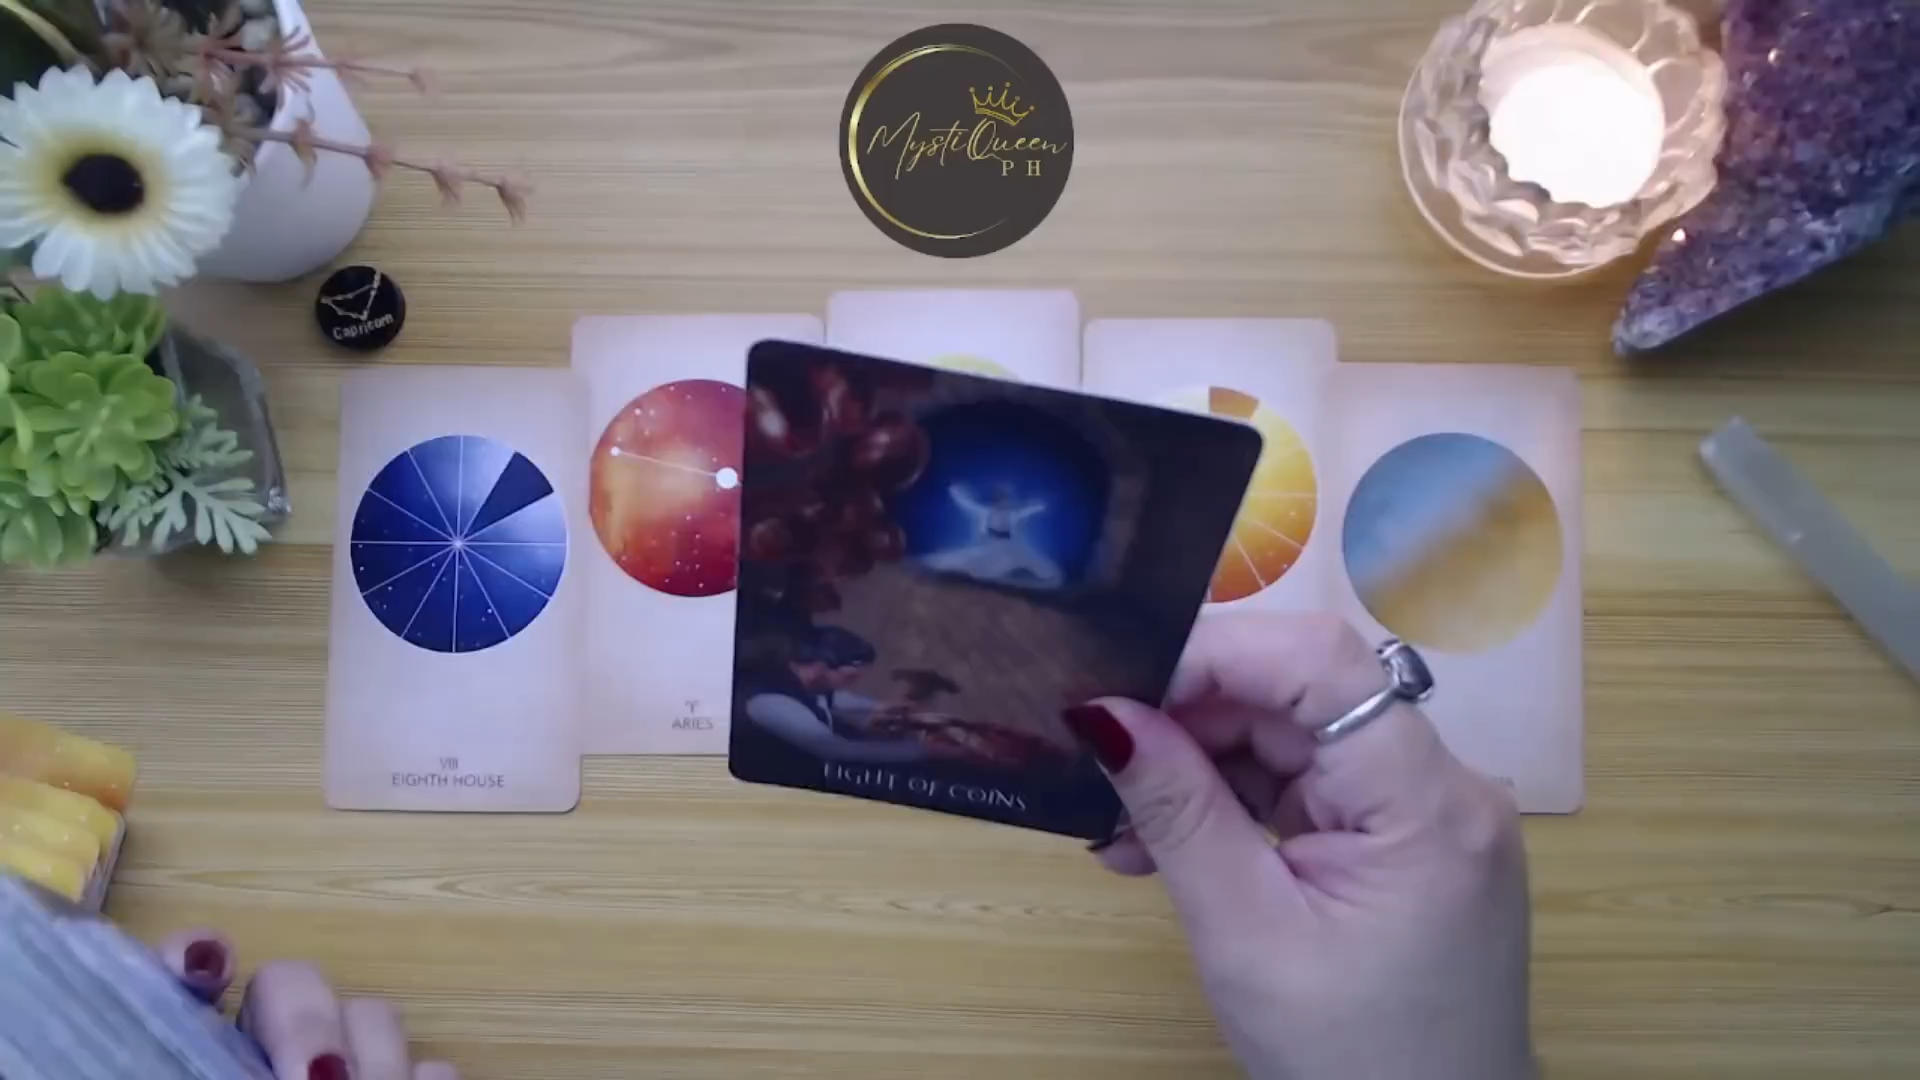 MystiQueen
PH
Capricorn
VIII
EIGHTH HOUSE
♈
ARIES
EIGHT OF COINS